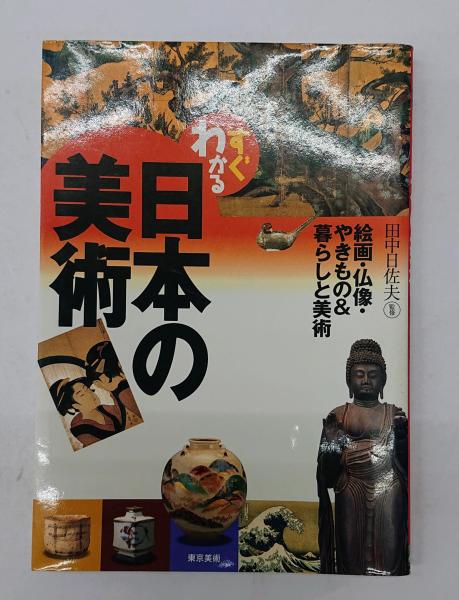 すぐ
わかる
日本の
美術
田中日佐夫 監修
絵画・仏像・
やきもの&
暮らしと美術
東京美術